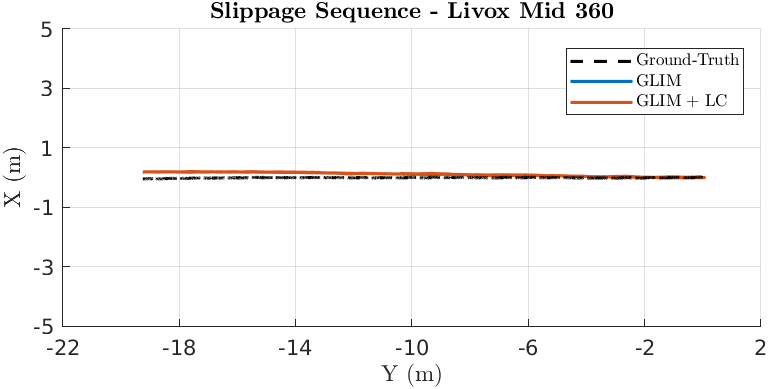 Slippage Sequence - Livox Mid 360
5
Ground-Truth
GLIM
GLIM + LC
3
1
X (m)
-1
-3
-5
-22 -18 -14 -10 -6 -2 2
Y (m)